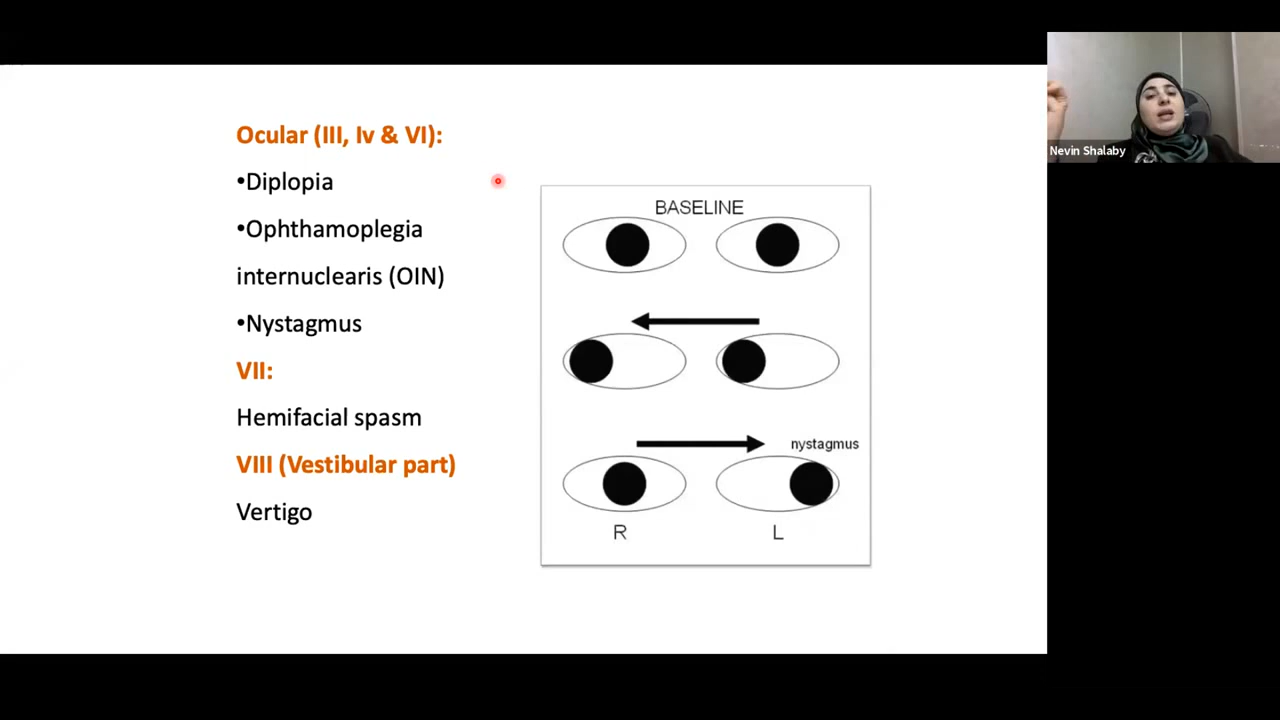 Ocular (III, Iv & VI):
•Diplopia
•Ophthamoplegia
internuclearis (OIN)
•Nystagmus
VII:
Hemifacial spasm
VIII (Vestibular part)
Vertigo
BASELINE
nystagmus
R L
Nevin Shalaby